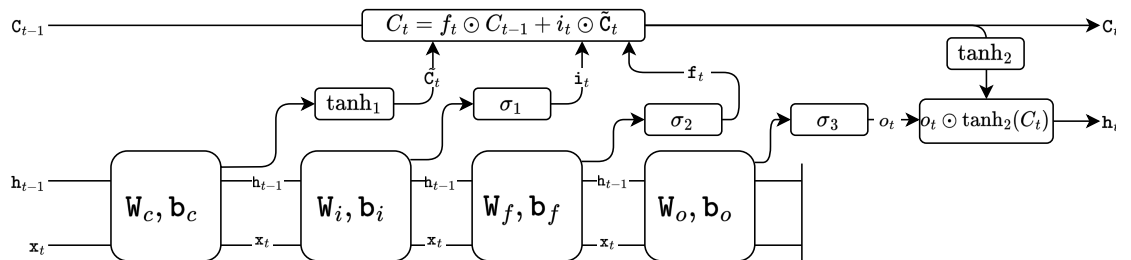 C_{t-1} C_t = f_t ⊙ C_{t-1} + i_t ⊙ C̃_t C_t
tanh_2
C̃_t i_t f_t
tanh_1 σ_1 σ_2 σ_3 o_t o_t ⊙ tanh_2(C_t) h
h_{t-1} h_{t-1} h_{t-1} h_{t-1}
W_c, b_c W_i, b_i W_f, b_f W_o, b_o
x_t x_t x_t x_t